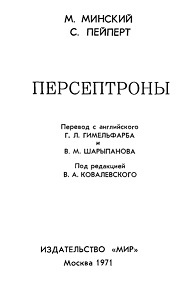 М. МИНСКИЙ
С. ПЕЙПЕРТ
ПЕРСЕПТРОНЫ
Перевод с английского
Г. Л. ГИМЕЛЬФАРБА
и
В. М. ШАРЫПАНОВА
Под редакцией
В. А. КОВАЛЕВСКОГО
ИЗДАТЕЛЬСТВО «МИР»
Москва 1971